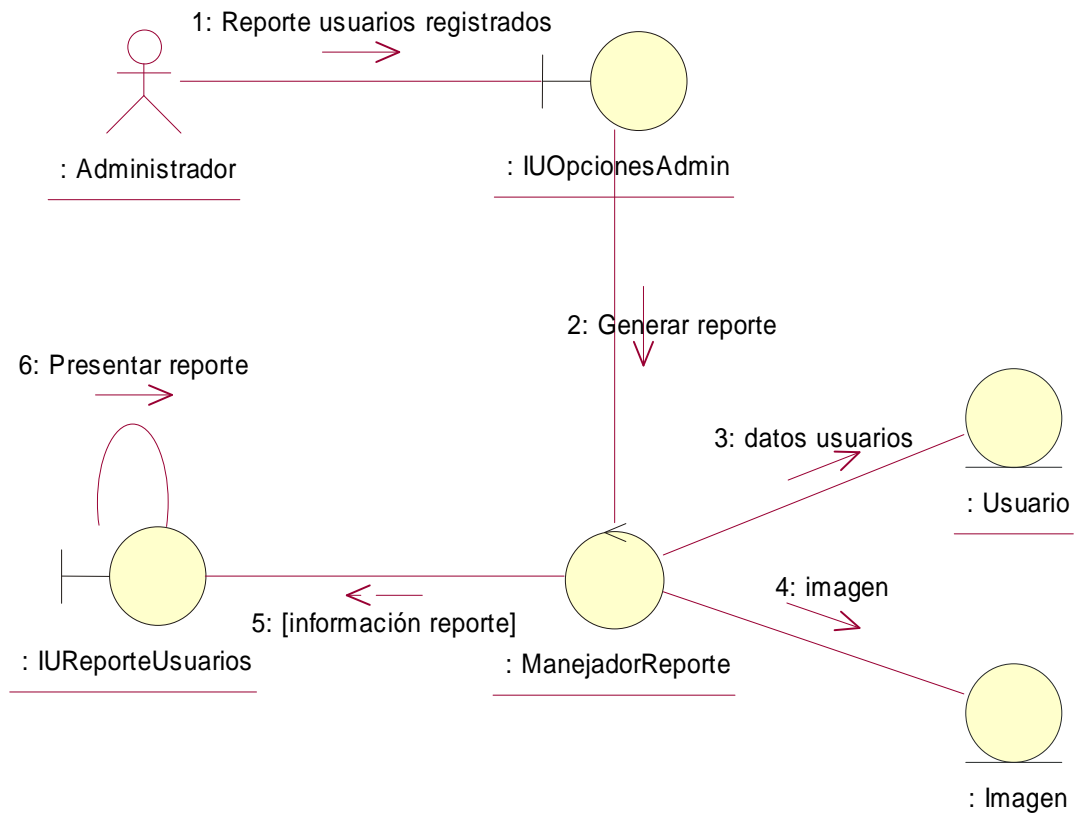 1: Reporte usuarios registrados
: Administrador
: IUOpcionesAdmin
2: Generar reporte
6: Presentar reporte
3: datos usuarios
: Usuario
4: imagen
5: [información reporte]
: IUReporteUsuarios
: ManejadorReporte
: Imagen